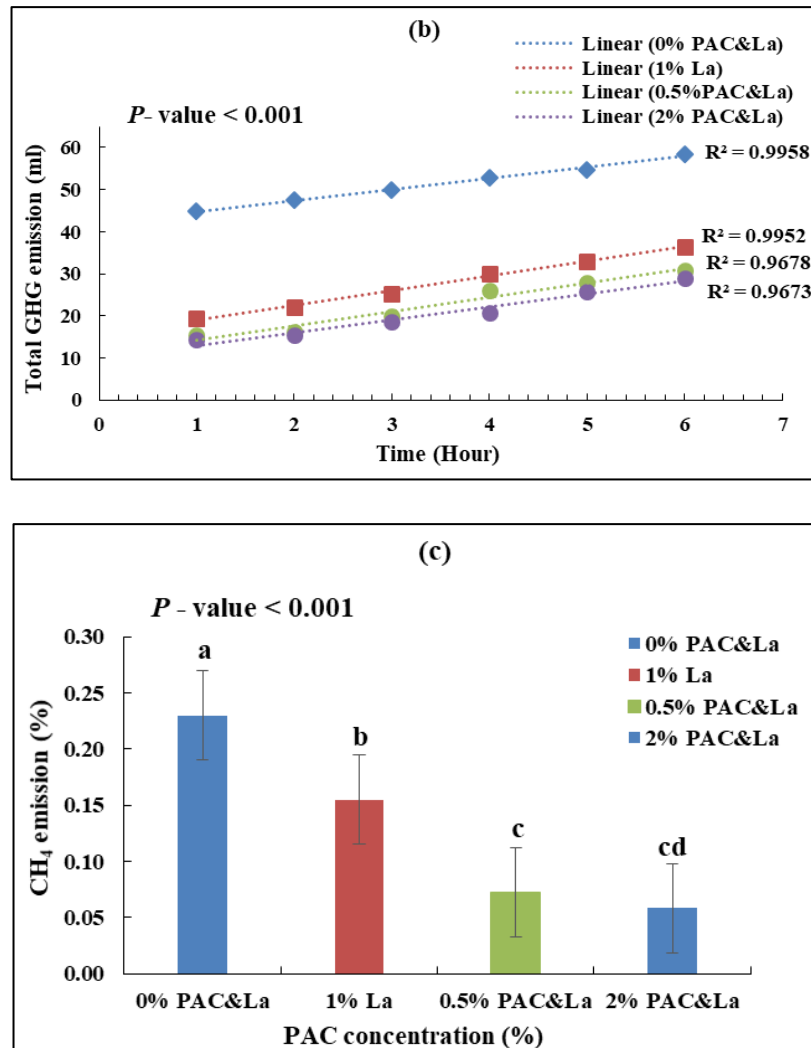 (b)
Linear (0% PAC&La)
Linear (1% La)
Linear (0.5%PAC&La)
Linear (2% PAC&La)
P- value < 0.001
Total GHG emission (ml)
60
50
40
30
20
10
0
R² = 0.9958
R² = 0.9952
R² = 0.9678
R² = 0.9673
0 1 2 3 4 5 6 7
Time (Hour)
(c)
P - value < 0.001
0% PAC&La
1% La
0.5% PAC&La
2% PAC&La
CH₄ emission (%)
0.30
0.25
0.20
0.15
0.10
0.05
0.00
a
b
c
cd
0% PAC&La 1% La 0.5% PAC&La 2% PAC&La
PAC concentration (%)